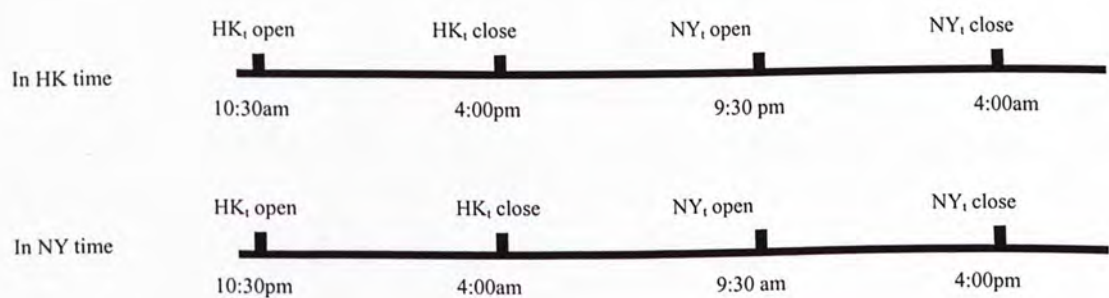 HKt open HKt close NYt open NYt close
In HK time
10:30am 4:00pm 9:30 pm 4:00am
HKt open HKt close NYt open NYt close
In NY time
10:30pm 4:00am 9:30 am 4:00pm